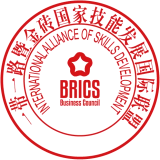 一带一路暨金砖国家技能发展国际联盟
INTERNATIONAL ALLIANCE OF SKILLS DEVELOPMENT
BRICS
Business Council